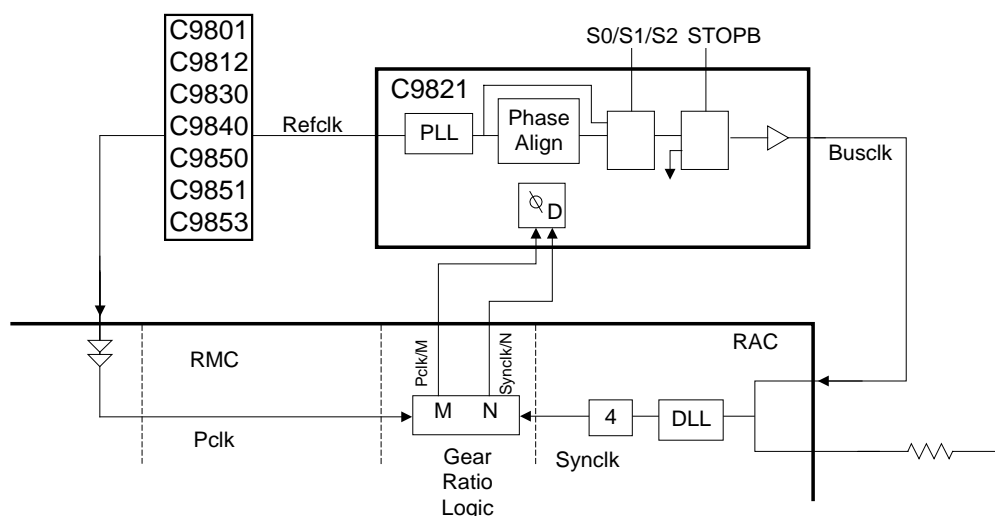 C9801
C9812
C9830
C9840
C9850
C9851
C9853
Refclk
S0/S1/S2 STOPB
C9821
PLL
Phase
Align
Busclk
D
RMC
Pclk/M
Synclk/N
RAC
M N
4
DLL
Pclk
Gear
Ratio
Logic
Synclk